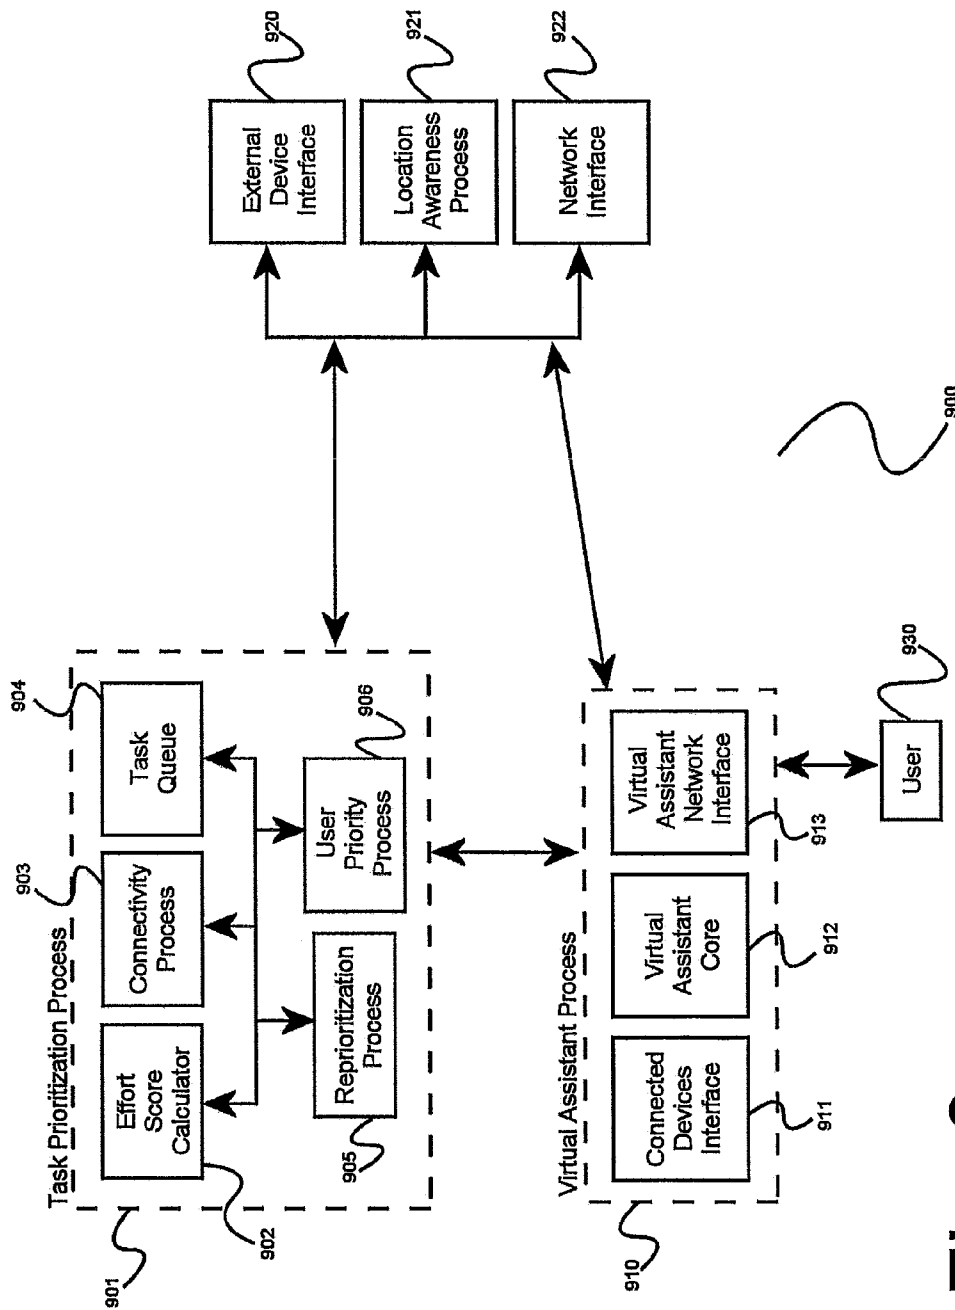 Task Prioritization Process
901
Effort
Score
Calculator
902
Connectivity
Process
903
Task
Queue
904
Reprioritization
Process
905
User
Priority
Process
906
External
Device
Interface
920
Location
Awareness
Process
921
Network
Interface
922
Virtual Assistant Process
910
Connected
Devices
Interface
911
Virtual
Assistant
Core
912
Virtual
Assistant
Network
Interface
913
User
930
900